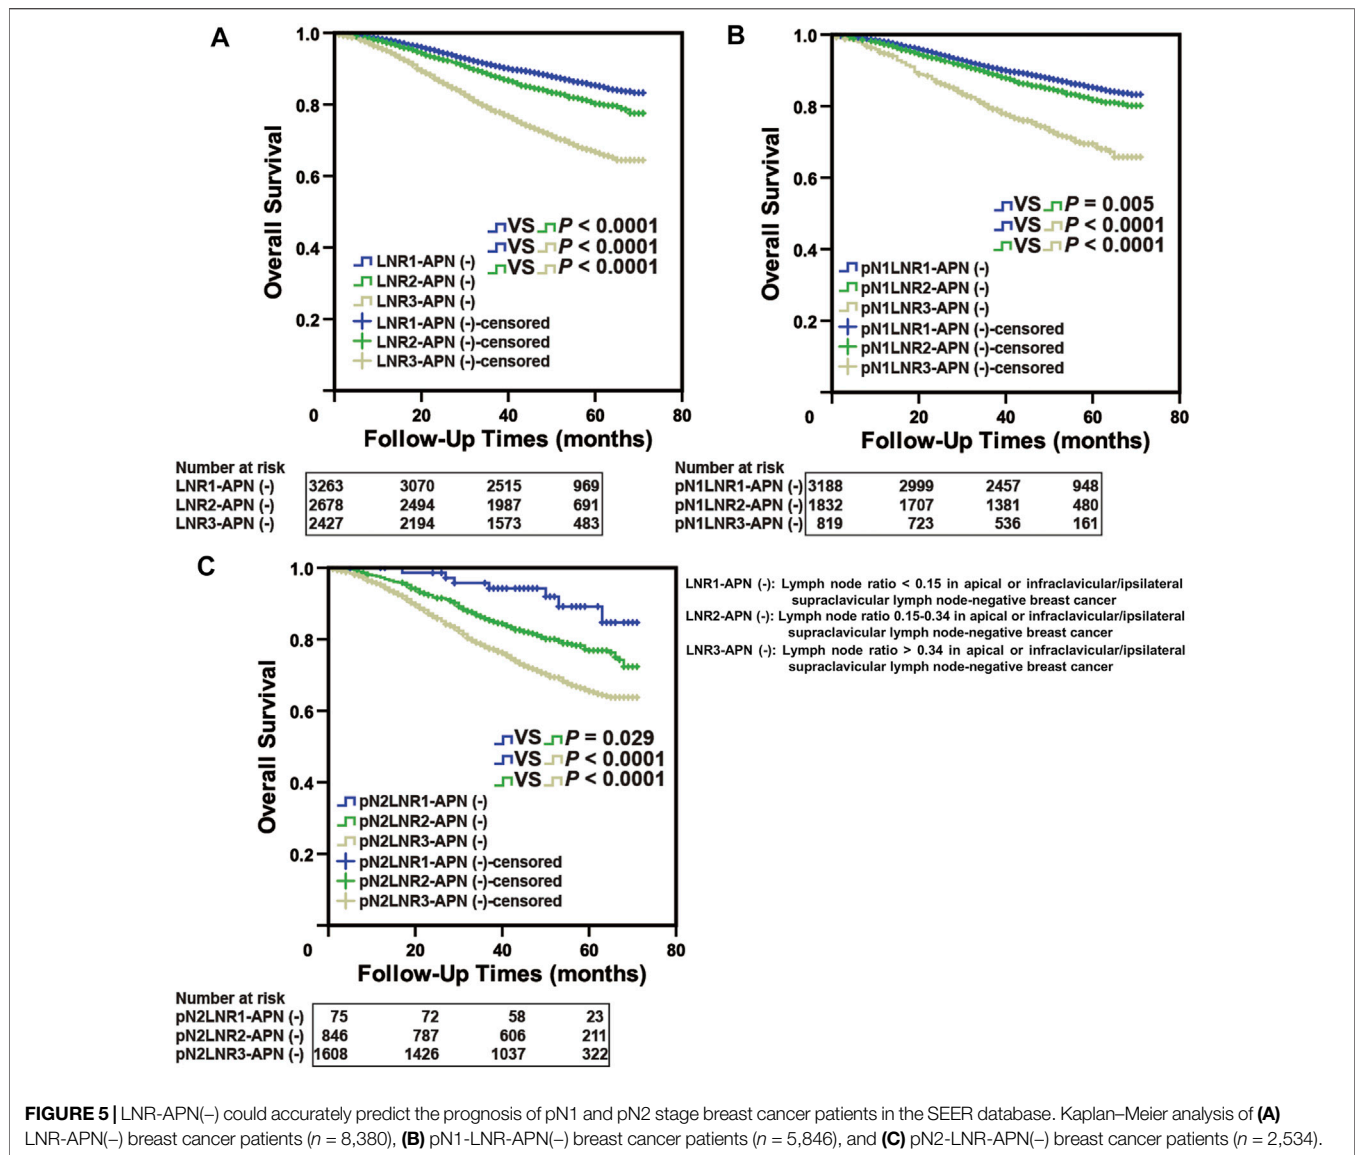 A
1.0
0.8
0.6
0.4
0.2
Overall Survival
VS P < 0.0001
VS P < 0.0001
VS P < 0.0001
LNR1-APN (-)
LNR2-APN (-)
LNR3-APN (-)
LNR1-APN (-)-censored
LNR2-APN (-)-censored
LNR3-APN (-)-censored
0 20 40 60 80
Follow-Up Times (months)
Number at risk
LNR1-APN (-) 3263 3070 2515 969
LNR2-APN (-) 2678 2494 1987 691
LNR3-APN (-) 2427 2194 1573 483
B
1.0
0.8
0.6
0.4
0.2
Overall Survival
VS P = 0.005
VS P < 0.0001
VS P < 0.0001
pN1LNR1-APN (-)
pN1LNR2-APN (-)
pN1LNR3-APN (-)
pN1LNR1-APN (-)-censored
pN1LNR2-APN (-)-censored
pN1LNR3-APN (-)-censored
0 20 40 60 80
Follow-Up Times (months)
Number at risk
pN1LNR1-APN (-) 3188 2999 2457 948
pN1LNR2-APN (-) 1832 1707 1381 480
pN1LNR3-APN (-) 819 723 536 161
C
1.0
0.8
0.6
0.4
0.2
Overall Survival
VS P = 0.029
VS P < 0.0001
VS P < 0.0001
pN2LNR1-APN (-)
pN2LNR2-APN (-)
pN2LNR3-APN (-)
pN2LNR1-APN (-)-censored
pN2LNR2-APN (-)-censored
pN2LNR3-APN (-)-censored
0 20 40 60 80
Follow-Up Times (months)
Number at risk
pN2LNR1-APN (-) 75 72 58 23
pN2LNR2-APN (-) 846 787 606 211
pN2LNR3-APN (-) 1608 1426 1037 322
LNR1-APN (-): Lymph node ratio < 0.15 in apical or infraclavicular/ipsilateral
supraclavicular lymph node-negative breast cancer
LNR2-APN (-): Lymph node ratio 0.15-0.34 in apical or infraclavicular/ipsilateral
supraclavicular lymph node-negative breast cancer
LNR3-APN (-): Lymph node ratio > 0.34 in apical or infraclavicular/ipsilateral
supraclavicular lymph node-negative breast cancer
FIGURE 5 | LNR-APN(−) could accurately predict the prognosis of pN1 and pN2 stage breast cancer patients in the SEER database. Kaplan–Meier analysis of (A)
LNR-APN(−) breast cancer patients (n = 8,380), (B) pN1-LNR-APN(−) breast cancer patients (n = 5,846), and (C) pN2-LNR-APN(−) breast cancer patients (n = 2,534).